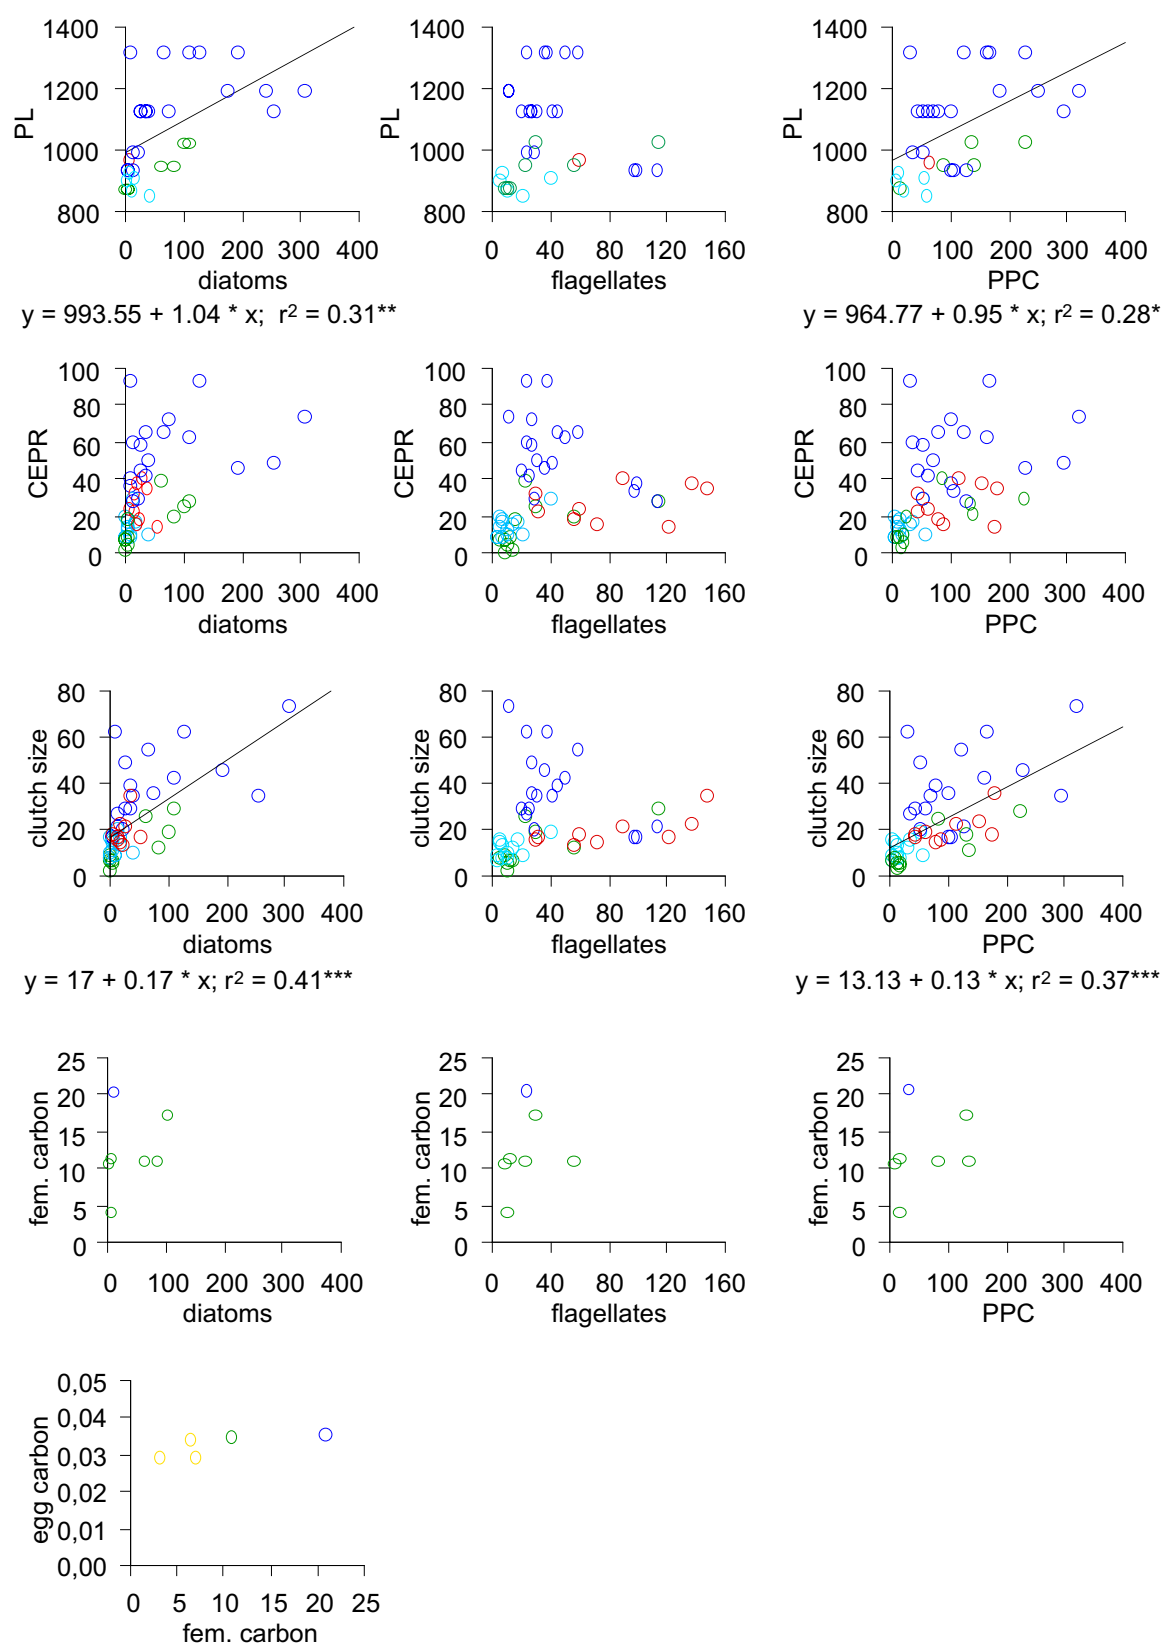 1400 1400 1400
1200 1200 1200
PL PL PL
1000 1000 1000
800 800 800
0 100 200 300 400 0 40 80 120 160 0 100 200 300 400
diatoms flagellates PPC
y = 993.55 + 1.04 * x; r² = 0.31** y = 964.77 + 0.95 * x; r² = 0.28*
100 100 100
80 80 80
60 60 60
CEPR CEPR CEPR
40 40 40
20 20 20
0 0 0
0 100 200 300 400 0 40 80 120 160 0 100 200 300 400
diatoms flagellates PPC
80 80 80
60 60 60
clutch size clutch size clutch size
40 40 40
20 20 20
0 0 0
0 100 200 300 400 0 40 80 120 160 0 100 200 300 400
diatoms flagellates PPC
y = 17 + 0.17 * x; r² = 0.41*** y = 13.13 + 0.13 * x; r² = 0.37***
25 25 25
20 20 20
15 15 15
fem. carbon fem. carbon fem. carbon
10 10 10
5 5 5
0 0 0
0 100 200 300 400 0 40 80 120 160 0 100 200 300 400
diatoms flagellates PPC
0,05
0,04
0,03
egg carbon
0,02
0,01
0,00
0 5 10 15 20 25
fem. carbon